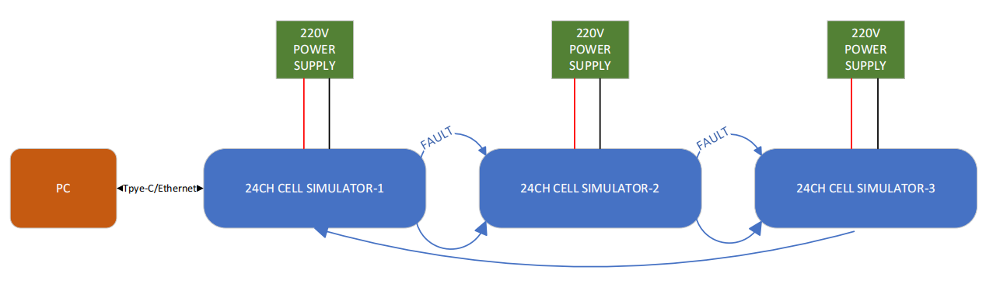 220V
POWER
SUPPLY
220V
POWER
SUPPLY
220V
POWER
SUPPLY
FAULT
FAULT
PC
Tpye-C/Ethernet
24CH CELL SIMULATOR-1
24CH CELL SIMULATOR-2
24CH CELL SIMULATOR-3